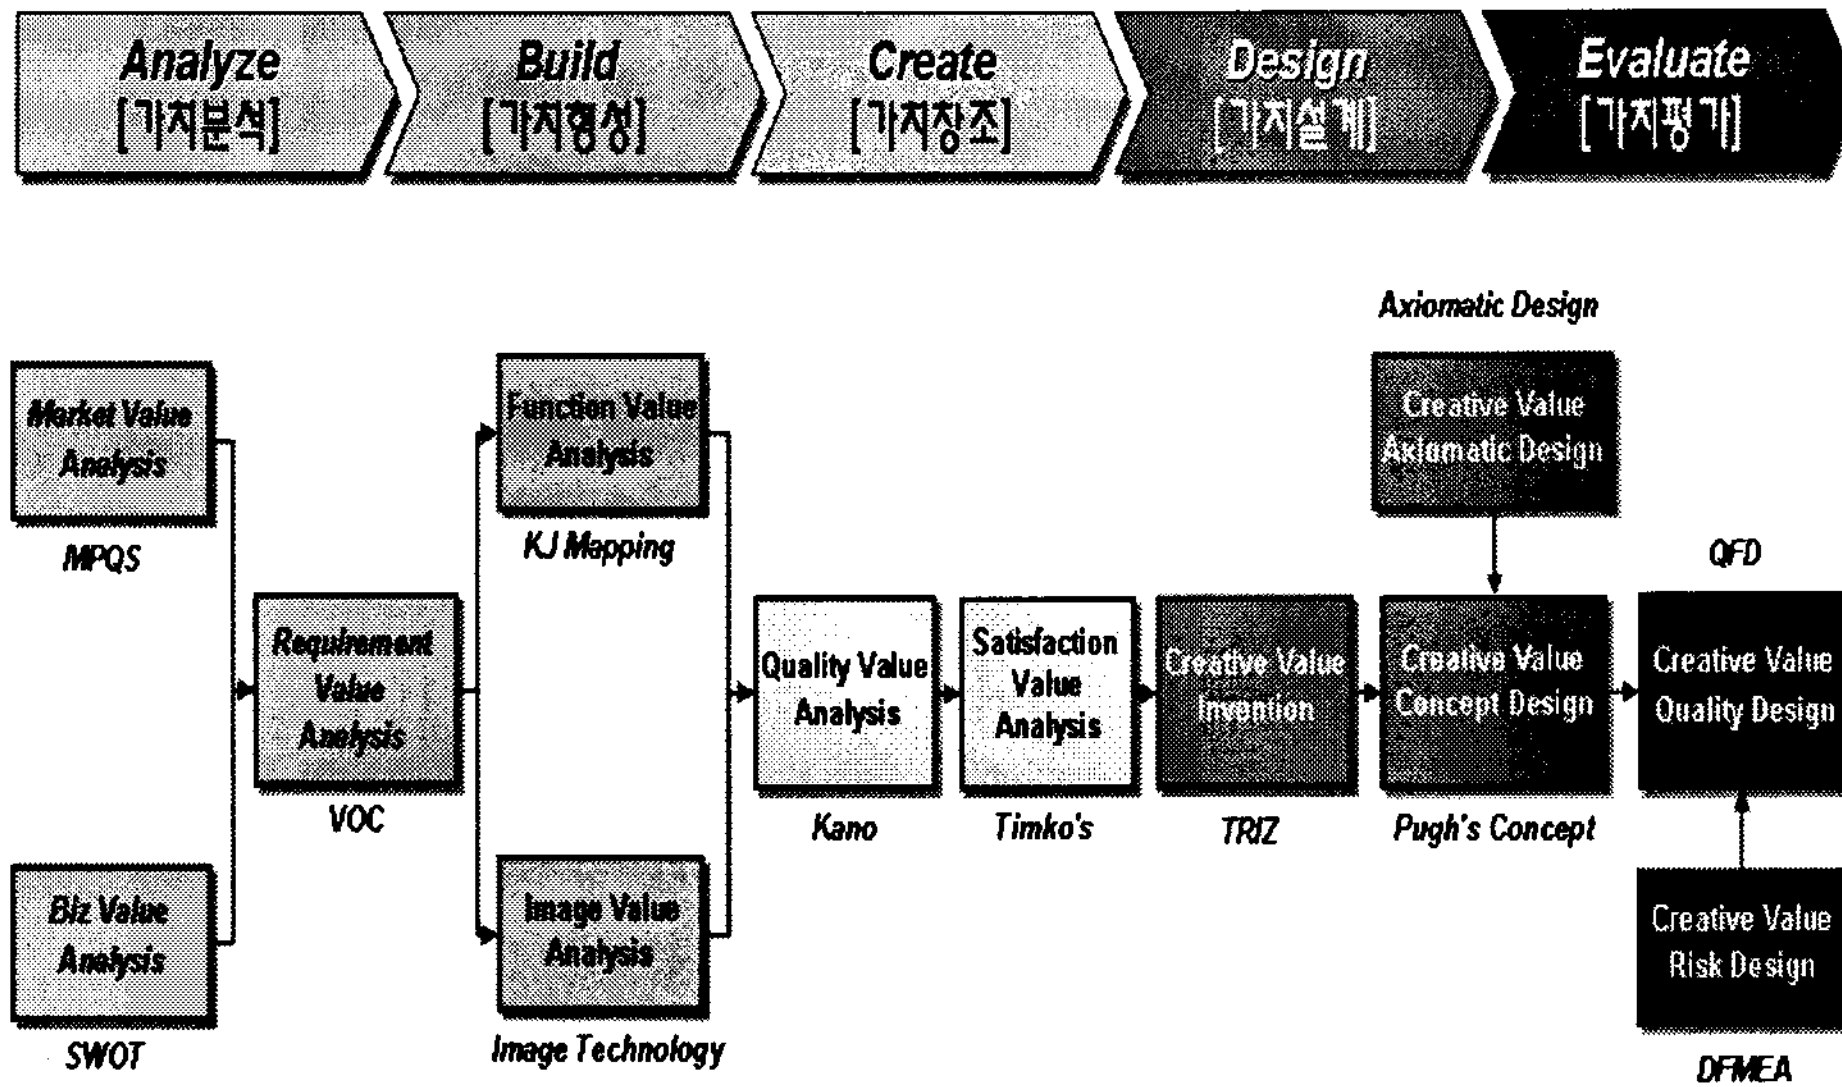 Analyze
[가치분석]
Build
[가치형성]
Create
[가치창조]
Design
[가치설계]
Evaluate
[가치평가]
Axiomatic Design
Market Value
Analysis
MPQS
Function Value
Analysis
KJ Mapping
Creative Value
Axiomatic Design
QFD
Requirement
Value
Analysis
VOC
Quality Value
Analysis
Kano
Satisfaction
Value
Analysis
Timko's
Creative Value
Invention
TRIZ
Creative Value
Concept Design
Pugh's Concept
Creative Value
Quality Design
Biz Value
Analysis
SWOT
Image Value
Analysis
Image Technology
Creative Value
Risk Design
DFMEA